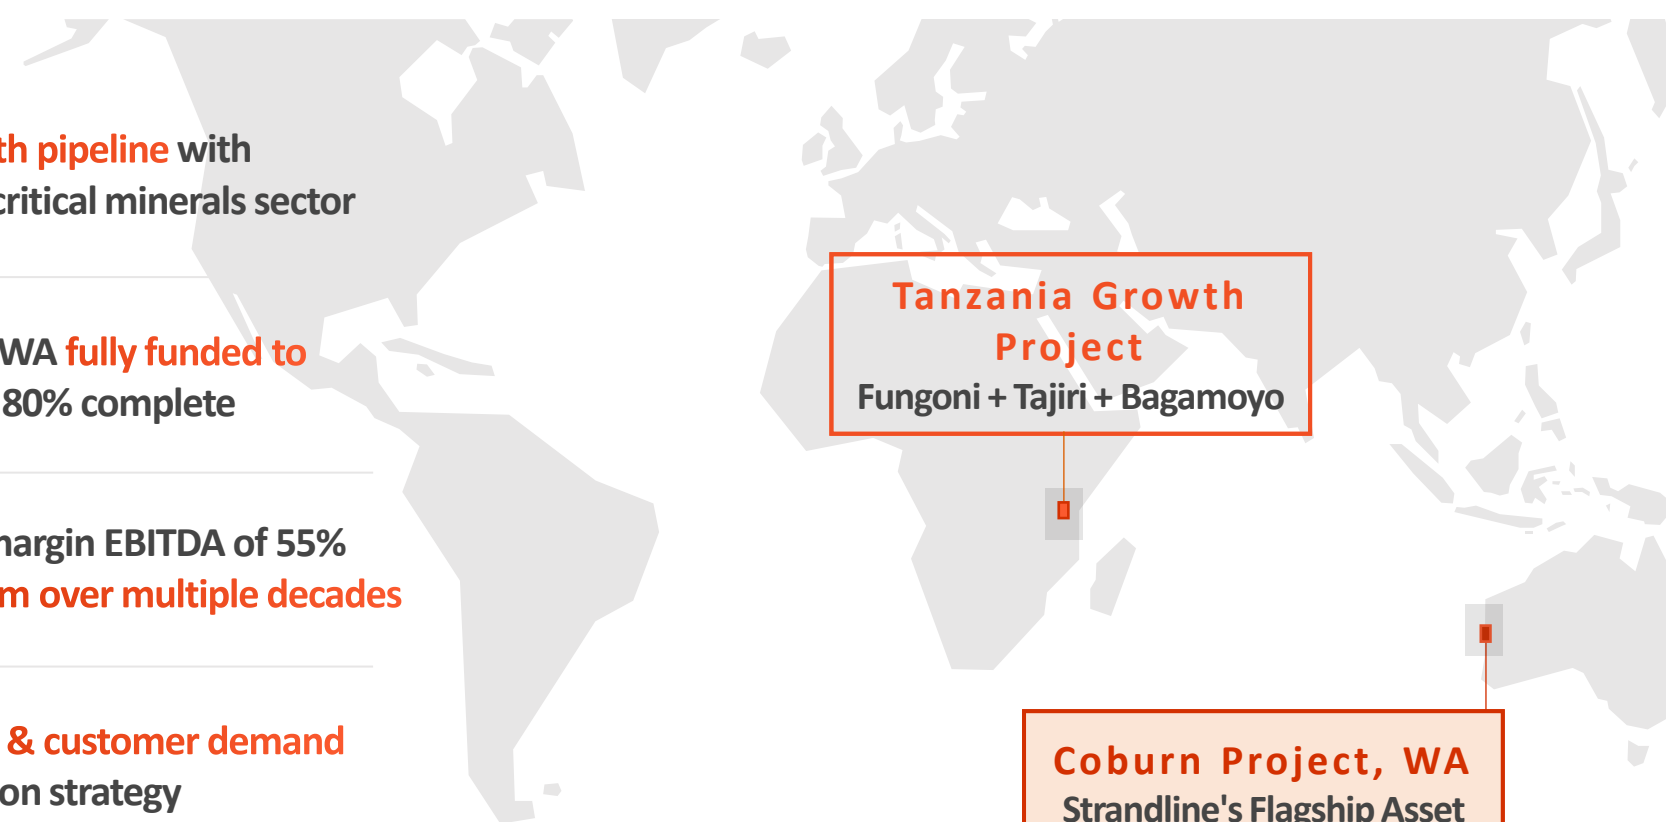 th pipeline with
critical minerals sector
WA fully funded to
80% complete
margin EBITDA of 55%
m over multiple decades
& customer demand
on strategy
Tanzania Growth
Project
Fungoni + Tajiri + Bagamoyo
Coburn Project, WA
Strandline's Flagship Asset